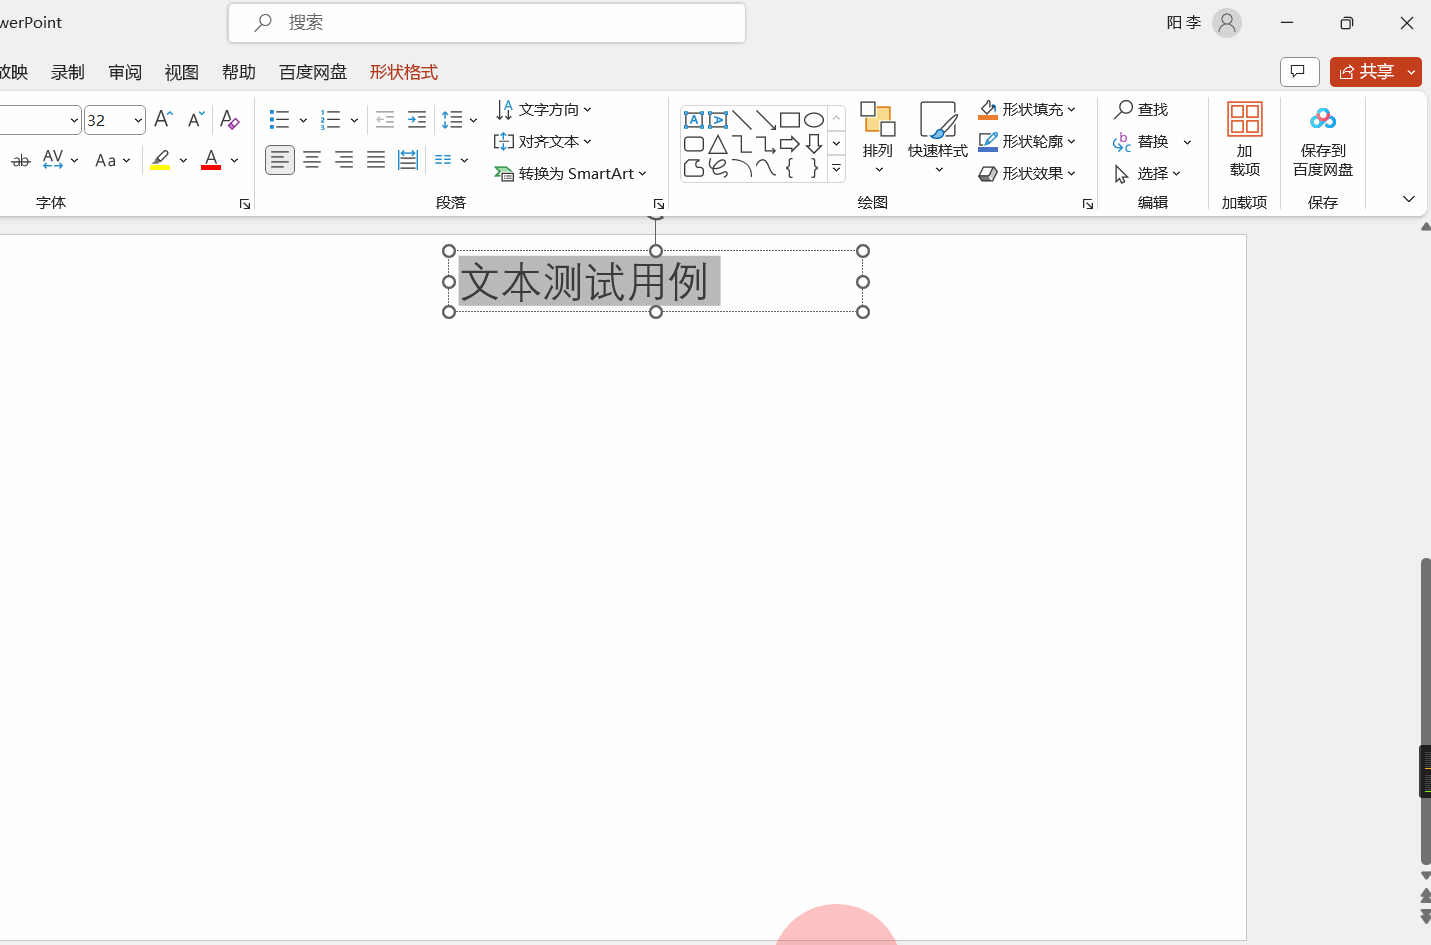 werPoint
搜索
阳 李
放映 录制 审阅 视图 帮助 百度网盘 形状格式
共享
32
ab AV Aa A
字体
文字方向
对齐文本
转换为 SmartArt
段落
排列
快速样式
形状填充
形状轮廓
形状效果
绘图
查找
替换
选择
编辑
加
载项
加载项
保存到
百度网盘
保存
文本测试用例